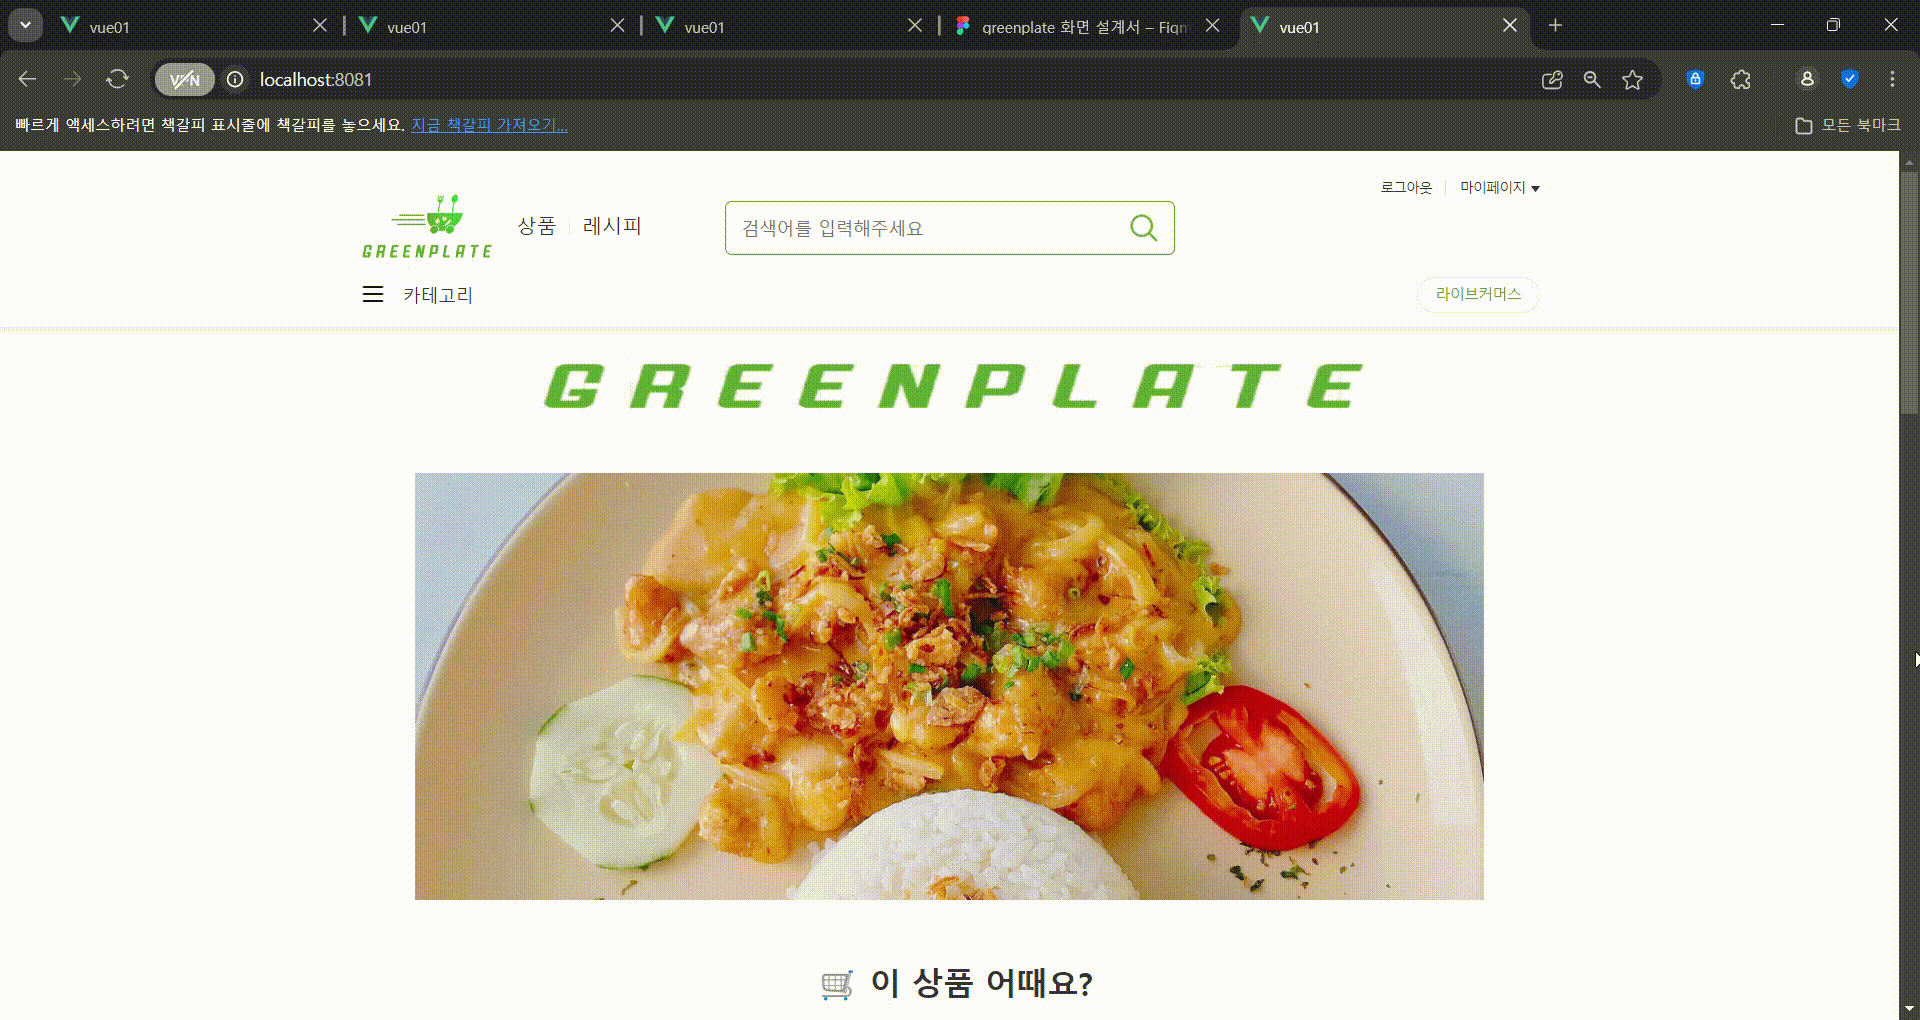 vue01
vue01
vue01
greenplate 화면 설계서 – Figm
vue01
VPN
localhost:8081
빠르게 액세스하려면 책갈피 표시줄에 책갈피를 놓으세요. 지금 책갈피 가져오기...
모든 북마크
로그아웃
마이페이지
GREENPLATE
상품
레시피
검색어를 입력해주세요
카테고리
라이브커머스
GREENPLATE
이 상품 어때요?